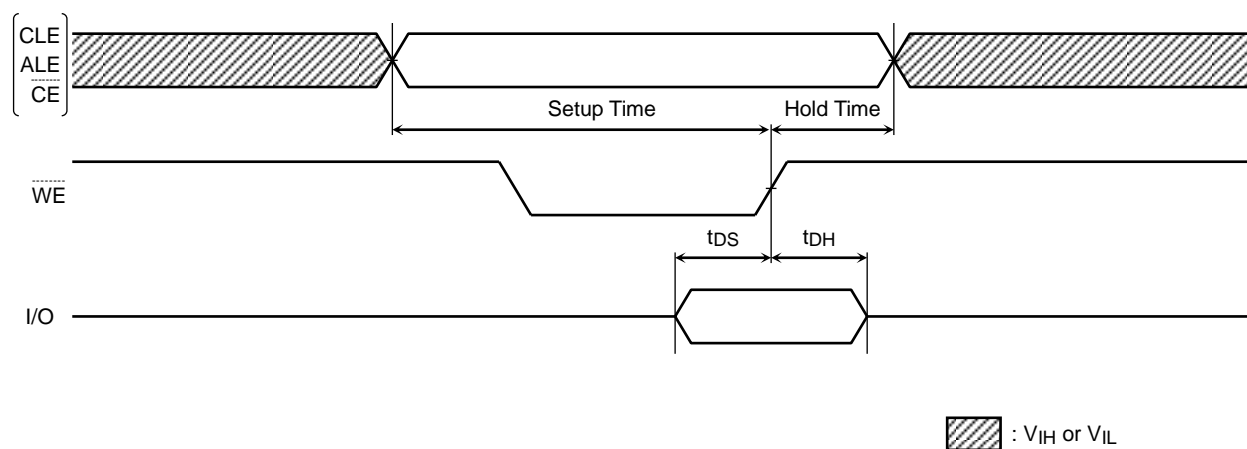 CLE
ALE
CE
Setup Time Hold Time
WE
tDS tDH
I/O
: VIH or VIL